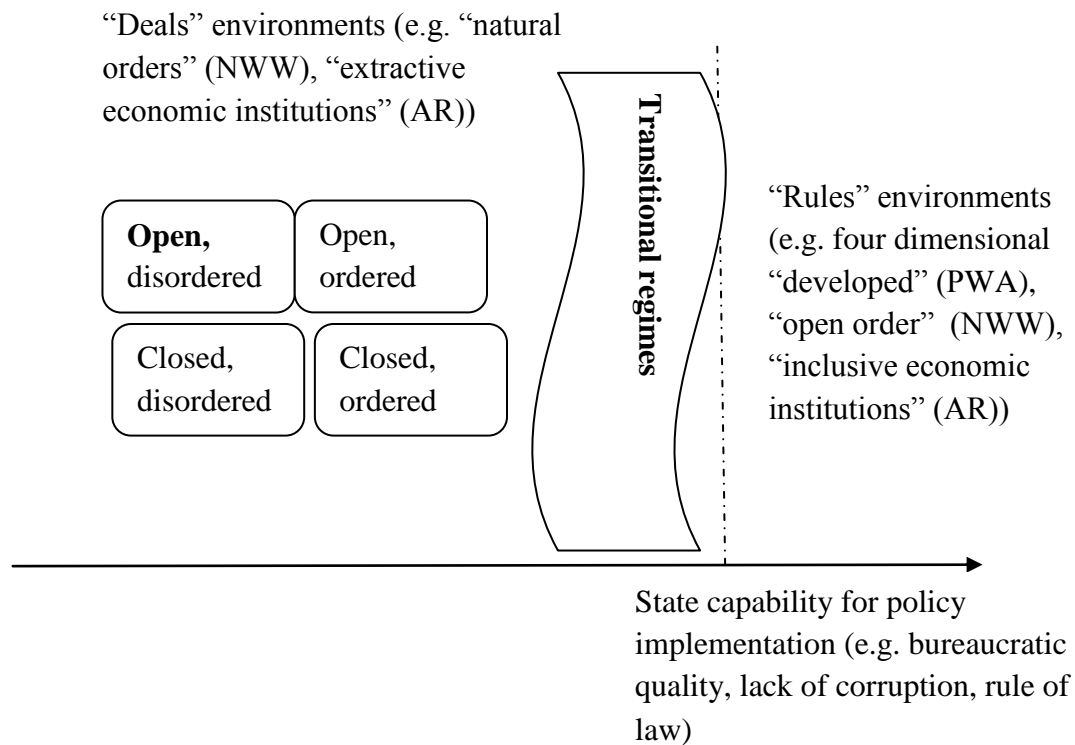 “Deals” environments (e.g. “natural
orders” (NWW), “extractive
economic institutions” (AR))
Transitional regimes
“Rules” environments
(e.g. four dimensional
“developed” (PWA),
“open order” (NWW),
“inclusive economic
institutions” (AR))
Open,
disordered
Open,
ordered
Closed,
disordered
Closed,
ordered
State capability for policy
implementation (e.g. bureaucratic
quality, lack of corruption, rule of
law)